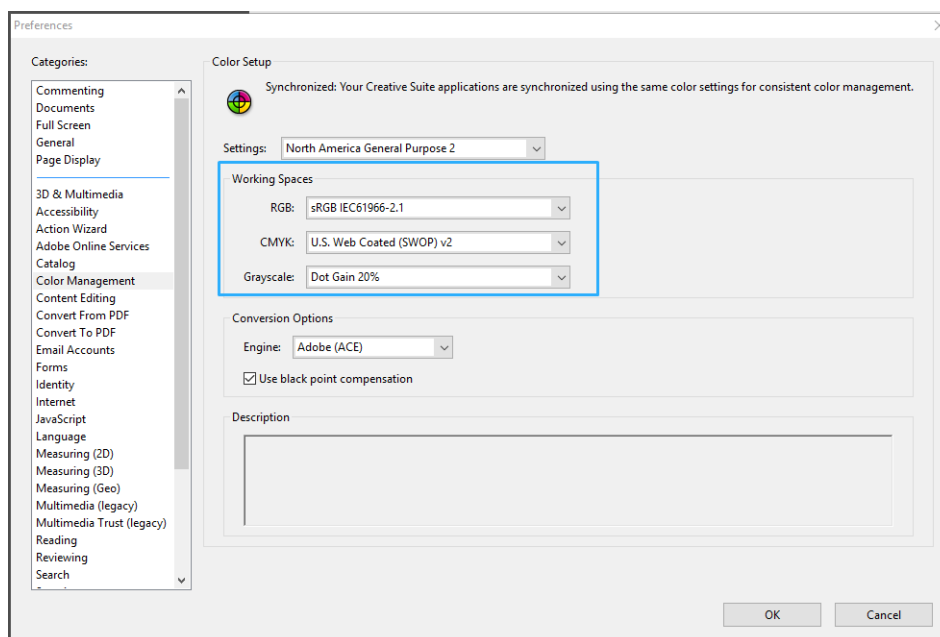 Preferences
Categories:
Commenting
Documents
Full Screen
General
Page Display
3D & Multimedia
Accessibility
Action Wizard
Adobe Online Services
Catalog
Color Management
Content Editing
Convert From PDF
Convert To PDF
Email Accounts
Forms
Identity
Internet
JavaScript
Language
Measuring (2D)
Measuring (3D)
Measuring (Geo)
Multimedia (legacy)
Multimedia Trust (legacy)
Reading
Reviewing
Search
Color Setup
Synchronized: Your Creative Suite applications are synchronized using the same color settings for consistent color management.
Settings: North America General Purpose 2
Working Spaces
RGB: sRGB IEC61966-2.1
CMYK: U.S. Web Coated (SWOP) v2
Grayscale: Dot Gain 20%
Conversion Options
Engine: Adobe (ACE)
Use black point compensation
Description
OK Cancel